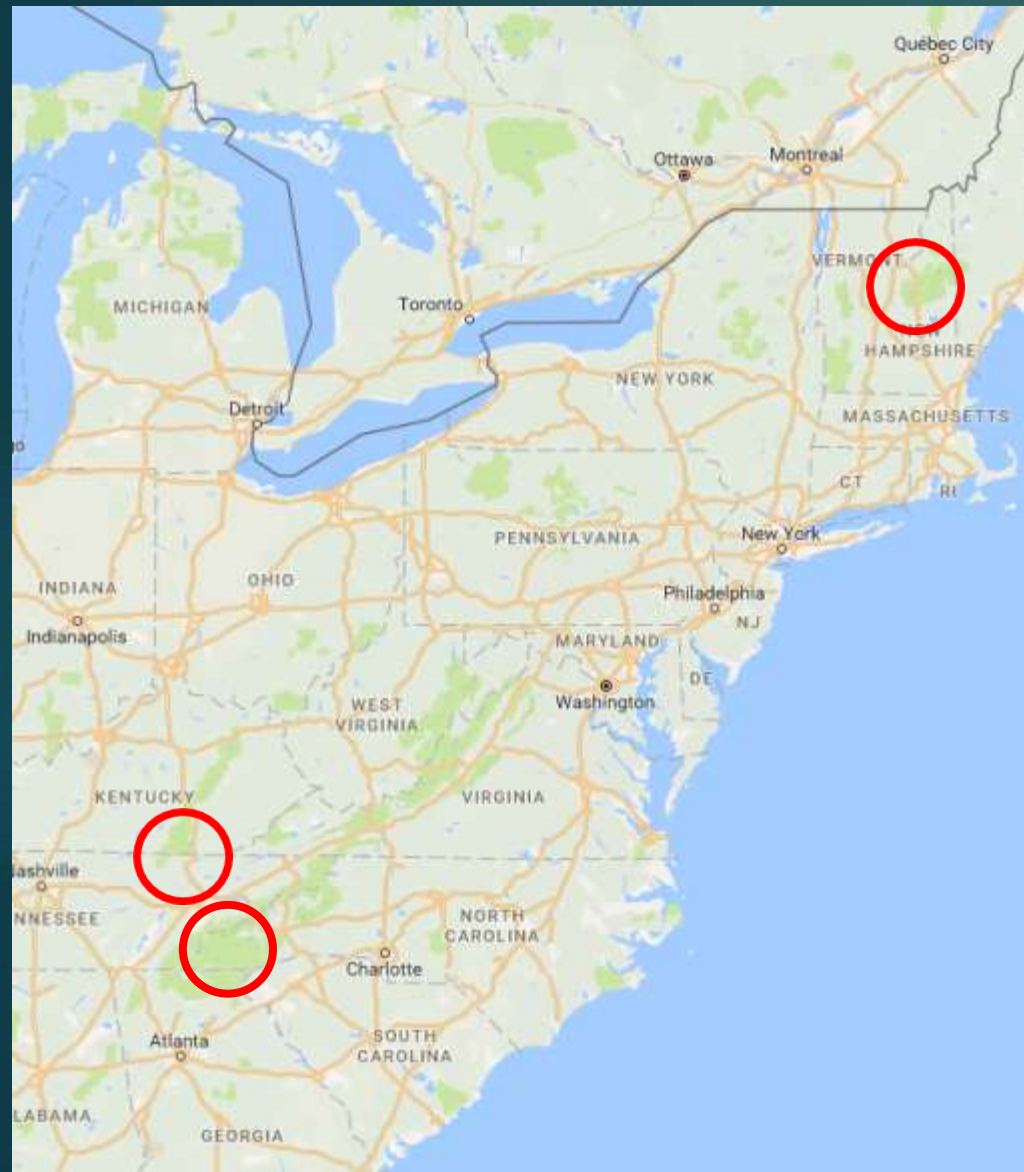 Québec City
Ottawa
Montreal
VERMONT
Toronto
MICHIGAN
HAMPSHIRE
NEW YORK
Detroit
MASSACHUSETTS
go
CT
RI
New York
PENNSYLVANIA
OHIO
INDIANA
Philadelphia
NJ
Indianapolis
MARYLAND
DE
Washington
WEST
VIRGINIA
KENTUCKY
VIRGINIA
ashville
NNESSEE
NORTH
CAROLINA
Charlotte
Atlanta
SOUTH
CAROLINA
LABAMA
GEORGIA